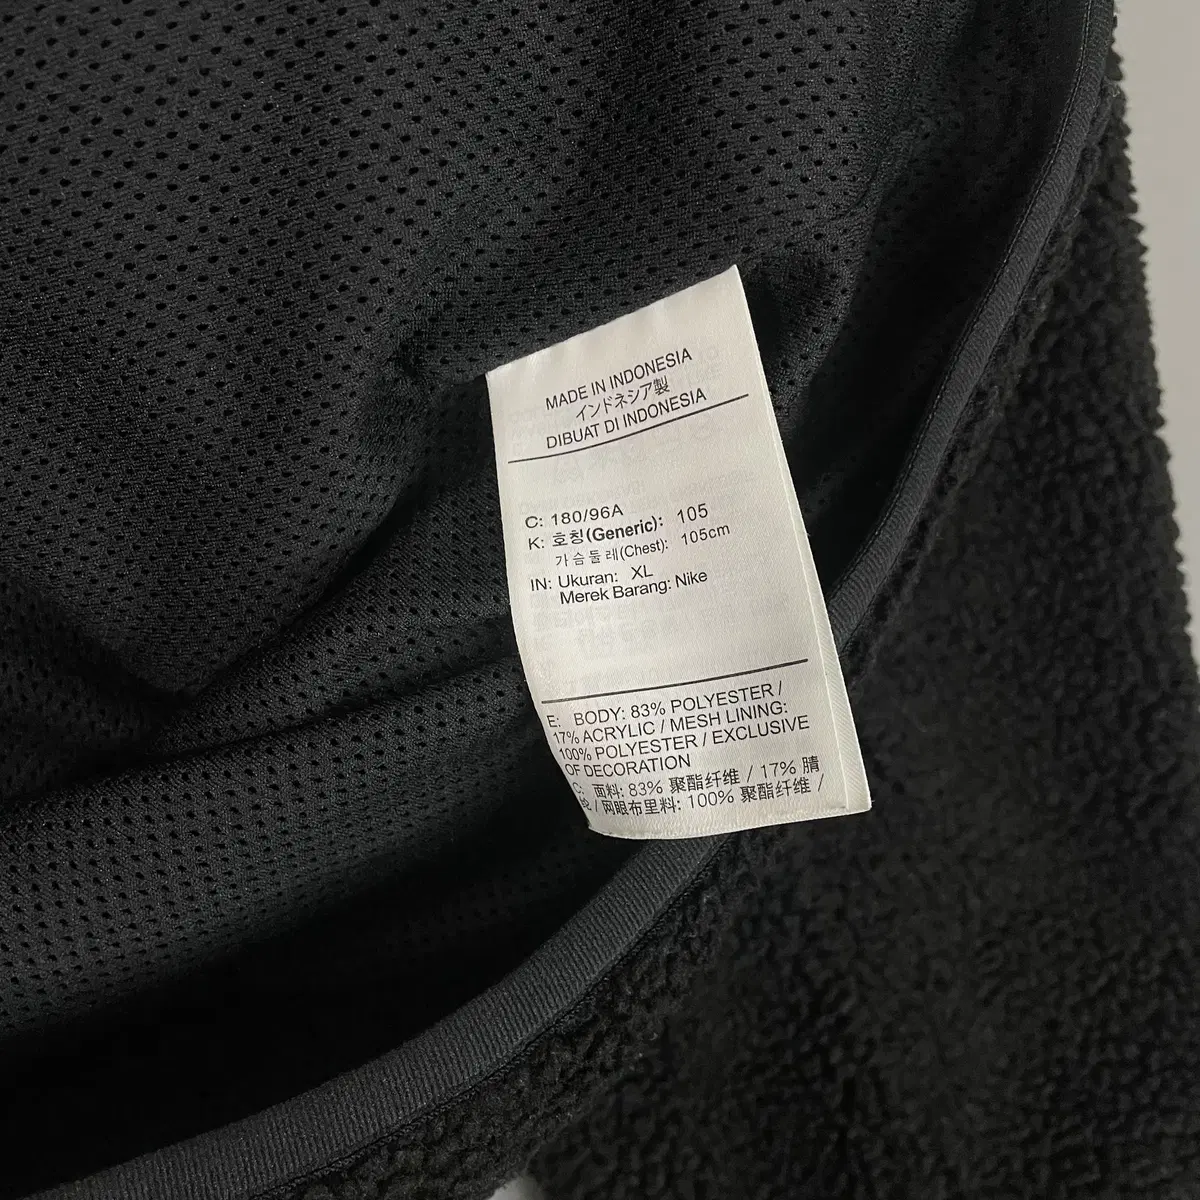 MADE IN INDONESIA
インドネシア製
DIBUAT DI INDONESIA
C: 180/96A
K: 호칭(Generic): 105
가슴둘레(Chest): 105cm
IN: Ukuran: XL
Merek Barang: Nike
E: BODY: 83% POLYESTER /
17% ACRYLIC / MESH LINING:
100% POLYESTER / EXCLUSIVE
OF DECORATION
C: 面料: 83% 聚酯纤维 / 17% 腈
纶 / 网眼布里料: 100% 聚酯纤维 /